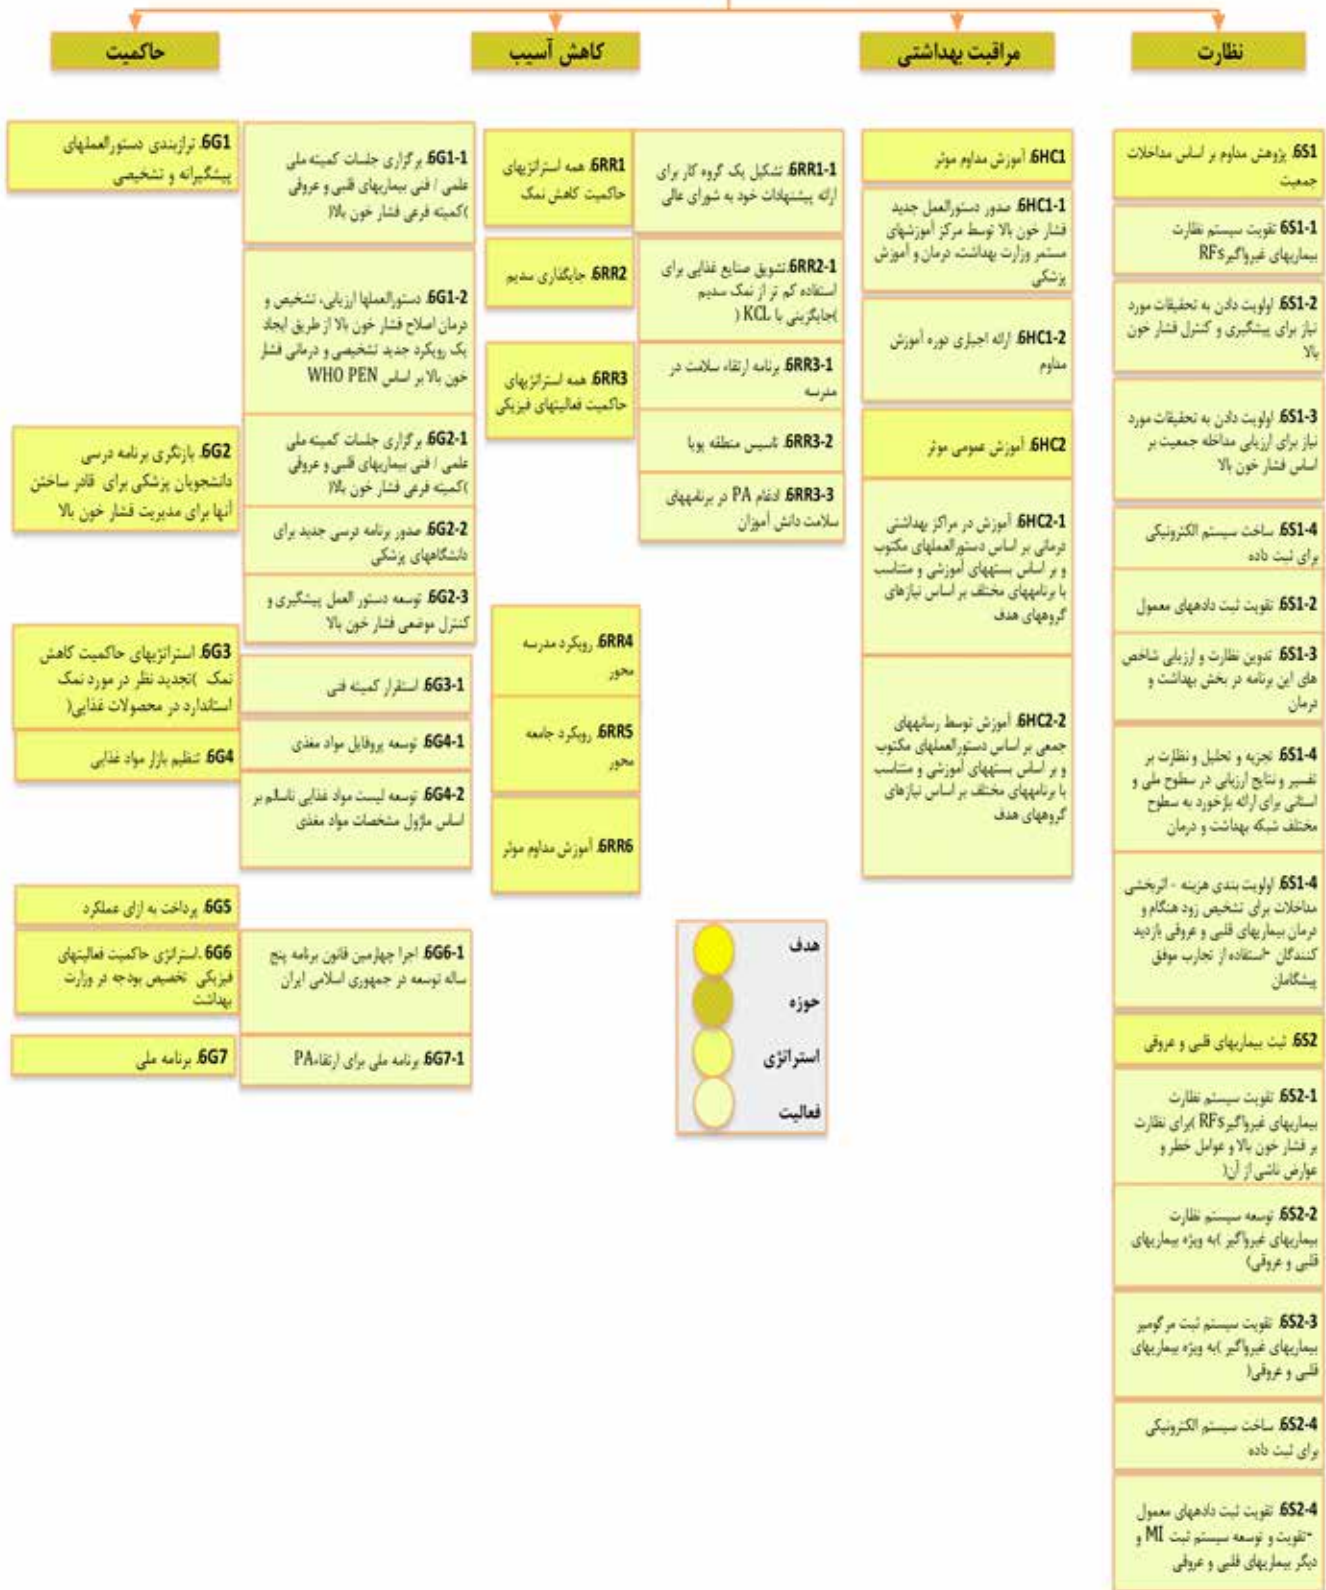 نظارت
مراقبت بهداشتی
کاهش آسیب
حاکمیت
6S1. پژوهش مداوم بر اساس مداخلات
جمعیت
6S1-1 تقویت سیستم نظارت
بیماریهای غیرواگیرRFs
6S1-2. اولویت دادن به تحقیقات مورد
نیاز برای پیشگیری و کنترل فشار خون
بالا
6S1-3. اولویت دادن به تحقیقات مورد
نیاز برای ارزیابی مداخله جمعیت بر
اساس فشار خون بالا
6S1-4. ساخت سیستم الکترونیکی
برای ثبت داده
6S1-2. تقویت ثبت دادههای معمول
6S1-3. تدوین نظارت و ارزیابی شاخص
های این برنامه در بخش بهداشت و
درمان
6S1-4. تجزیه و تحلیل و نظارت بر
تفسیر و نتایج ارزیابی در سطوح ملی و
استانی برای ارائه بازخورد به سطوح
مختلف شبکه بهداشت و درمان
6S1-4. اولویت بندی هزینه - اثربخشی
مداخلات برای تشخیص زود هنگام و
درمان بیماریهای قلبی و عروقی بازدید
کنندگان -استفاده از تجارب موفق
پیشگامان
6S2. ثبت بیماریهای قلبی و عروقی
6S2-1. تقویت سیستم نظارت
بیماریهای غیرواگیرRFs )برای نظارت
بر فشار خون بالا و عوامل خطر و
عوارض ناشی از آن(
6S2-2. توسعه سیستم نظارت
بیماریهای غیرواگیر )به ویژه بیماریهای
قلبی و عروقی(
6S2-3. تقویت سیستم ثبت مرگومیر
بیماریهای غیرواگیر )به ویژه بیماریهای
قلبی و عروقی(
6S2-4. ساخت سیستم الکترونیکی
برای ثبت داده
6S2-4. تقویت ثبت دادههای معمول
-تقویت و توسعه سیستم ثبت MI و
دیگر بیماریهای قلبی و عروقی
6HC1. آموزش مداوم موثر
6HC1-1. صدور دستورالعمل جدید
فشار خون بالا توسط مرکز آموزشهای
مستمر وزارت بهداشت، درمان و آموزش
پزشکی
6HC1-2. ارائه اجباری دوره آموزش
مداوم
6HC2. آموزش عمومی موثر
6HC2-1. آموزش در مراکز بهداشتی
درمانی بر اساس دستورالعملهای مکتوب
و بر اساس بستههای آموزشی و متناسب
با برنامههای مختلف بر اساس نیازهای
گروههای هدف
6HC2-2. آموزش توسط رسانههای
جمعی بر اساس دستورالعملهای مکتوب
و بر اساس بستههای آموزشی و متناسب
با برنامههای مختلف بر اساس نیازهای
گروههای هدف
6RR1. همه استراتژیهای
حاکمیت کاهش نمک
6RR1-1. تشکیل یک گروه کار برای
ارائه پیشنهادات خود به شورای عالی
6RR2. جایگذاری سدیم
6RR2-1.تشویق صنایع غذایی برای
استفاده کم تر از نمک سدیم
)جایگزینی با KCL (
6RR3. همه استراتژیهای
حاکمیت فعالیتهای فیزیکی
6RR3-1. برنامه ارتقاء سلامت در
مدرسه
6RR3-2. تاسیس منطقه پویا
6RR3-3. ادغام PA در برنامههای
سلامت دانش آموزان
6RR4. رویکرد مدرسه
محور
6RR5. رویکرد جامعه
محور
6RR6. آموزش مداوم موثر
6G1. ترازبندی دستورالعملهای
پیشگیرانه و تشخیصی
6G1-1. برگزاری جلسات کمیته ملی
علمی / فنی بیماریهای قلبی و عروقی
)کمیته فرعی فشار خون بالا(
6G1-2. دستورالعملها ارزیابی، تشخیص و
درمان اصلاح فشار خون بالا از طریق ایجاد
یک رویکرد جدید تشخیصی و درمانی فشار
خون بالا بر اساس WHO PEN
6G2. بازنگری برنامه درسی
دانشجویان پزشکی برای قادر ساختن
آنها برای مدیریت فشار خون بالا
6G2-1. برگزاری جلسات کمیته ملی
علمی / فنی بیماریهای قلبی و عروقی
)کمیته فرعی فشار خون بالا(
6G2-2. صدور برنامه درسی جدید برای
دانشگاههای پزشکی
6G2-3. توسعه دستور العمل پیشگیری و
کنترل موضعی فشار خون بالا
6G3. استراتژیهای حاکمیت کاهش
نمک )تجدید نظر در مورد نمک
استاندارد در محصولات غذایی(
6G3-1. استقرار کمیته فنی
6G4. تنظیم بازار مواد غذایی
6G4-1. توسعه پروفایل مواد مغذی
6G4-2. توسعه لیست مواد غذایی ناسالم بر
اساس ماژول مشخصات مواد مغذی
6G5. پرداخت به ازای عملکرد
6G6 .استراتژی حاکمیت فعالیتهای
فیزیکی تخصیص بودجه در وزارت
بهداشت
6G6-1. اجرا چهارمین قانون برنامه پنج
ساله توسعه در جمهوری اسلامی ایران
6G7. برنامه ملی
6G7-1. برنامه ملی برای ارتقاءPA
هدف
حوزه
استراتژی
فعالیت